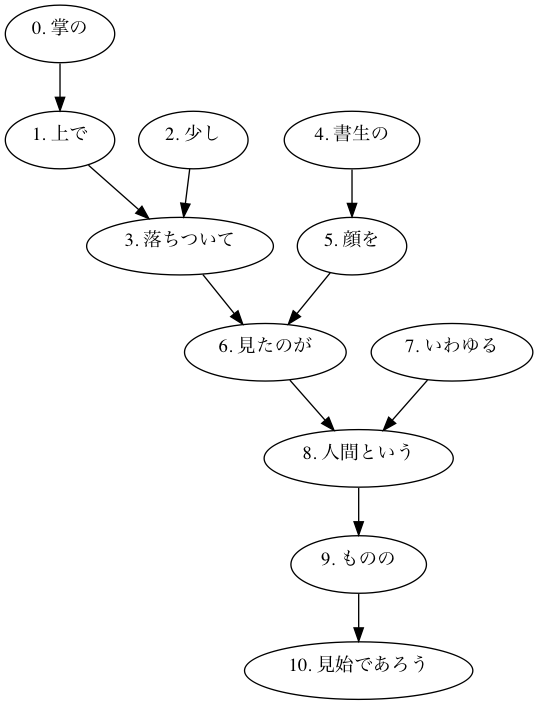 0. 掌の
1. 上で
2. 少し
4. 書生の
3. 落ちついて
5. 顔を
6. 見たのが
7. いわゆる
8. 人間という
9. ものの
10. 見始であろう